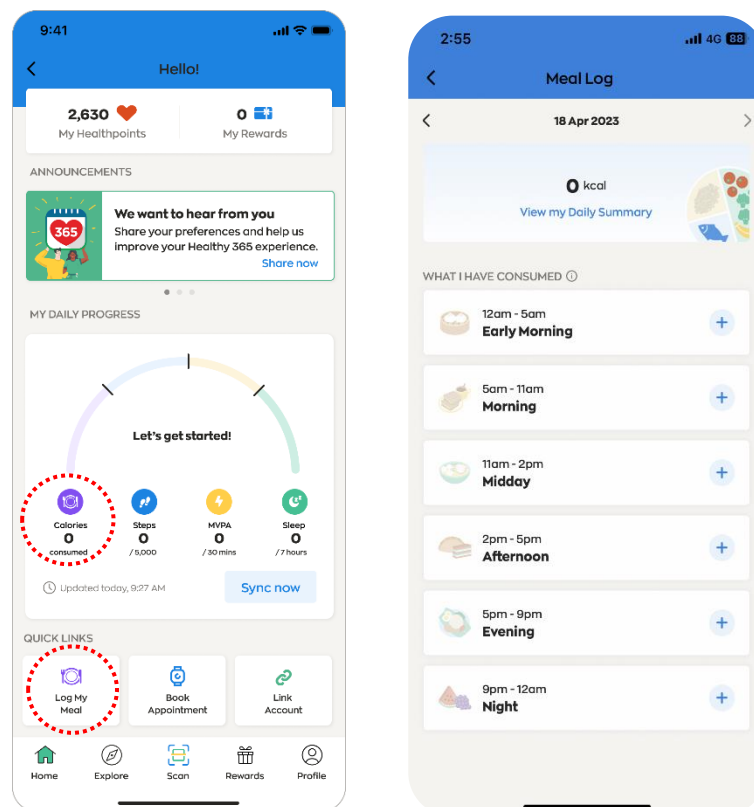 9:41
Hello!
2,630
0
My Healthpoints
My Rewards
ANNOUNCEMENTS
365
We want to hear from you
Share your preferences and help us
improve your Healthy 365 experience.
Share now
MY DAILY PROGRESS
Let's get started!
Calories
0
consumed
Steps
0
/ 5,000
MVPA
0
/ 30 mins
Sleep
0
/ 7 hours
Updated today, 9:27 AM
Sync now
QUICK LINKS
Log My
Meal
Book
Appointment
Link
Account
Home
Explore
Scan
Rewards
Profile
2:55
4G 88
Meal Log
18 Apr 2023
0 kcal
View my Daily Summary
WHAT I HAVE CONSUMED
12am - 5am
Early Morning
5am - 11am
Morning
11am - 2pm
Midday
2pm - 5pm
Afternoon
5pm - 9pm
Evening
9pm - 12am
Night